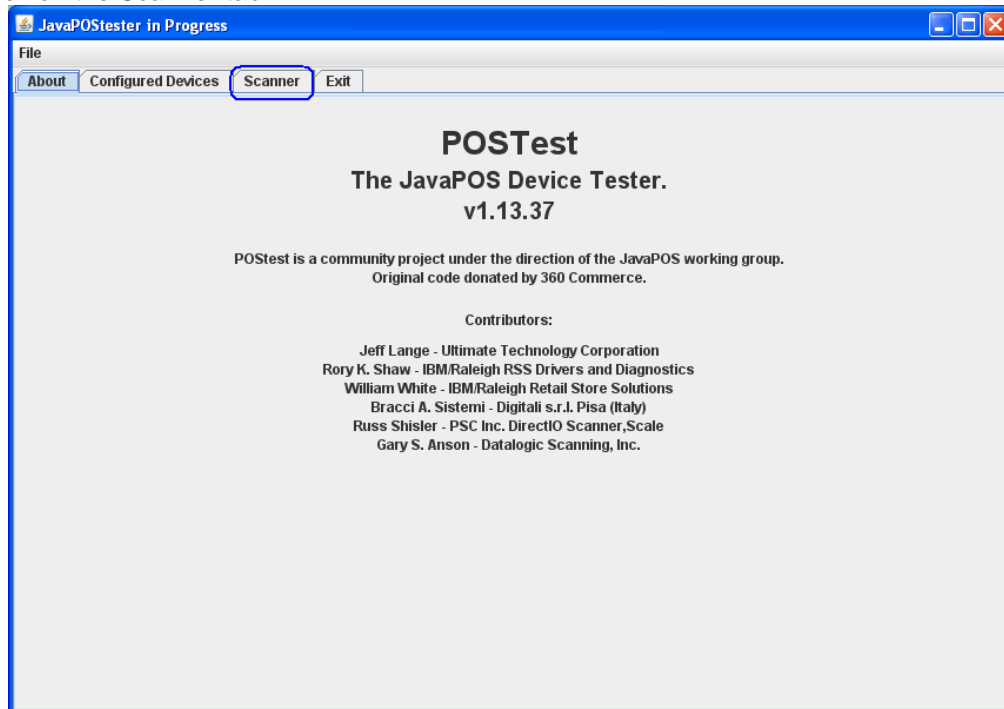 JavaPOStester in Progress
File
About Configured Devices Scanner Exit
POSTest
The JavaPOS Device Tester.
v1.13.37
POStest is a community project under the direction of the JavaPOS working group.
Original code donated by 360 Commerce.
Contributors:
Jeff Lange - Ultimate Technology Corporation
Rory K. Shaw - IBM/Raleigh RSS Drivers and Diagnostics
William White - IBM/Raleigh Retail Store Solutions
Bracci A. Sistemi - Digitali s.r.l. Pisa (Italy)
Russ Shisler - PSC Inc. DirectIO Scanner,Scale
Gary S. Anson - Datalogic Scanning, Inc.